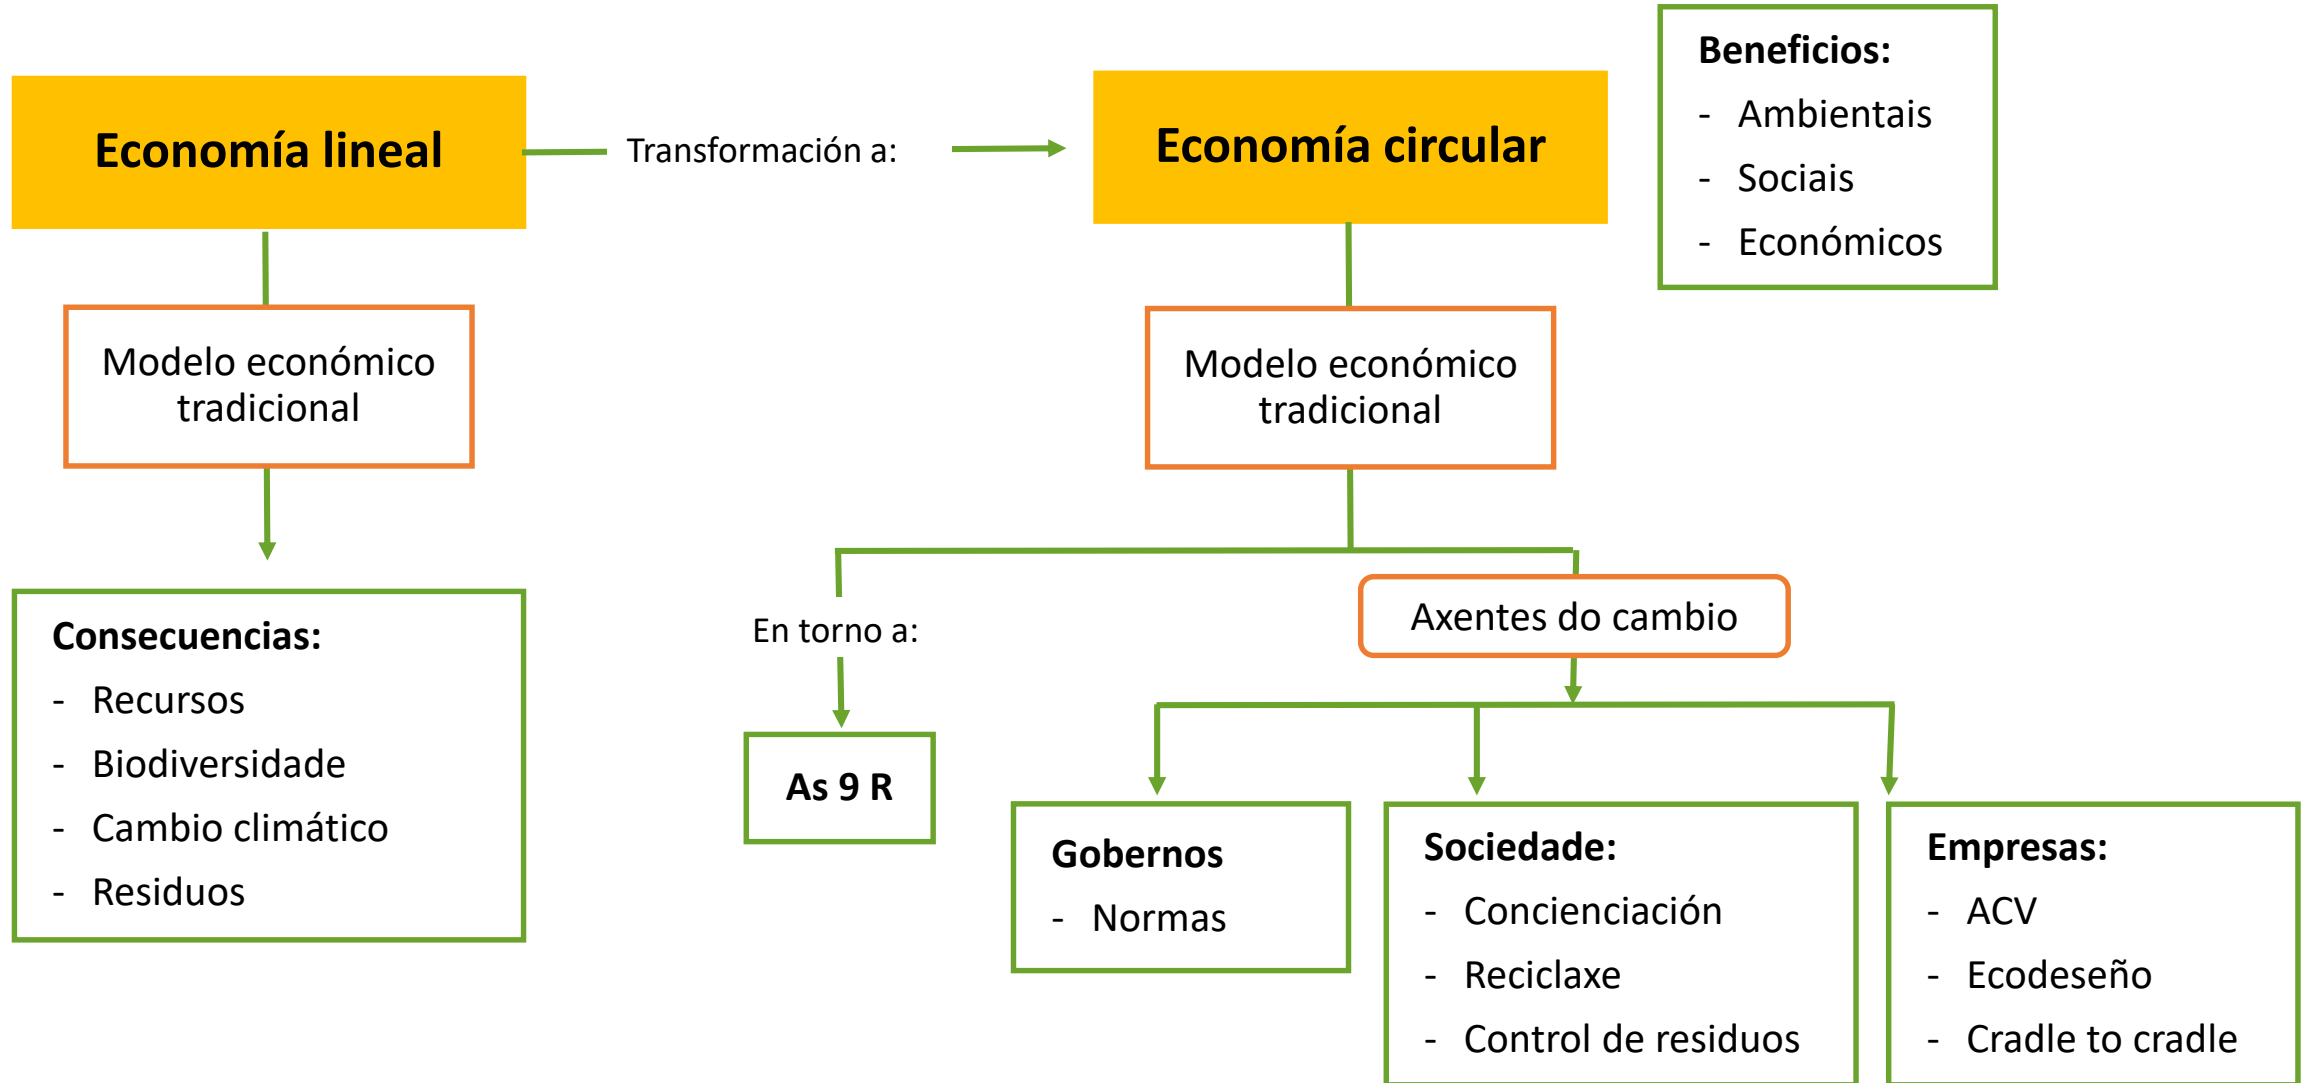 Economía lineal
Transformación a:
Economía circular
Beneficios:
- Ambientais
- Sociais
- Económicos
Modelo económico
tradicional
Modelo económico
tradicional
Consecuencias:
- Recursos
- Biodiversidade
- Cambio climático
- Residuos
En torno a:
As 9 R
Axentes do cambio
Gobernos
- Normas
Sociedade:
- Concienciación
- Reciclaxe
- Control de residuos
Empresas:
- ACV
- Ecodeseño
- Cradle to cradle